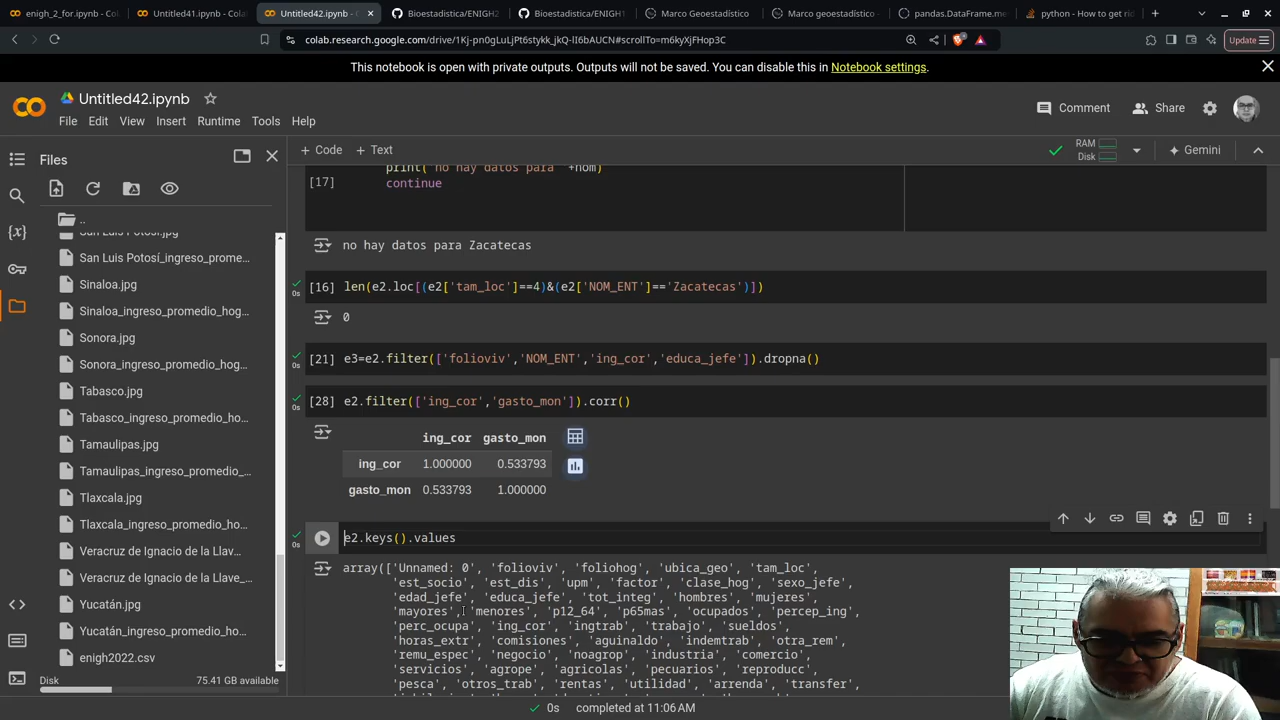 enigh_2_for.ipynb - Cola
Untitled41.ipynb - Colab
Untitled42.ipynb - Cola
Bioestadistica/ENIGH2
Bioestadistica/ENIGH1
Marco Geoestadístico
Marco geoestadístico
pandas.DataFrame.me
python - How to get ri
colab.research.google.com/drive/1Kj-pn0gLuLjPt6stykk_jkQ-lI6bAUCN#scrollTo=m6kyXjFHop3C
Update
This notebook is open with private outputs. Outputs will not be saved. You can disable this in Notebook settings.
Untitled42.ipynb
File Edit View Insert Runtime Tools Help
Comment
Share
+ Code + Text
RAM
Disk
Gemini
Files
..
San Luis Potosí.jpg
San Luis Potosí_ingreso_prome...
Sinaloa.jpg
Sinaloa_ingreso_promedio_hog...
Sonora.jpg
Sonora_ingreso_promedio_hog...
Tabasco.jpg
Tabasco_ingreso_promedio_ho...
Tamaulipas.jpg
Tamaulipas_ingreso_promedio_...
Tlaxcala.jpg
Tlaxcala_ingreso_promedio_ho...
Veracruz de Ignacio de la Llav...
Veracruz de Ignacio de la Llave_...
Yucatán.jpg
Yucatán_ingreso_promedio_ho...
enigh2022.csv
Disk 75.41 GB available
print("no hay datos para "+nom)
[17] continue
no hay datos para Zacatecas
[16] len(e2.loc[(e2['tam_loc']==4)&(e2['NOM_ENT']=='Zacatecas')])
0s
0
[21] e3=e2.filter(['folioviv','NOM_ENT','ing_cor','educa_jefe']).dropna()
0s
[28] e2.filter(['ing_cor','gasto_mon']).corr()
0s
ing_cor gasto_mon
ing_cor 1.000000 0.533793
gasto_mon 0.533793 1.000000
e2.keys().values
0s
array(['Unnamed: 0', 'folioviv', 'foliohog', 'ubica_geo', 'tam_loc',
'est_socio', 'est_dis', 'upm', 'factor', 'clase_hog', 'sexo_jefe',
'edad_jefe', 'educa_jefe', 'tot_integ', 'hombres', 'mujeres',
'mayores', 'menores', 'p12_64', 'p65mas', 'ocupados', 'percep_ing',
'perc_ocupa', 'ing_cor', 'ingtrab', 'trabajo', 'sueldos',
'horas_extr', 'comisiones', 'aguinaldo', 'indemtrab', 'otra_rem',
'remu_espec', 'negocio', 'noagrop', 'industria', 'comercio',
'servicios', 'agrope', 'agricolas', 'pecuarios', 'reproducc',
'pesca', 'otros_trab', 'rentas', 'utilidad', 'arrenda', 'transfer',
0s completed at 11:06 AM